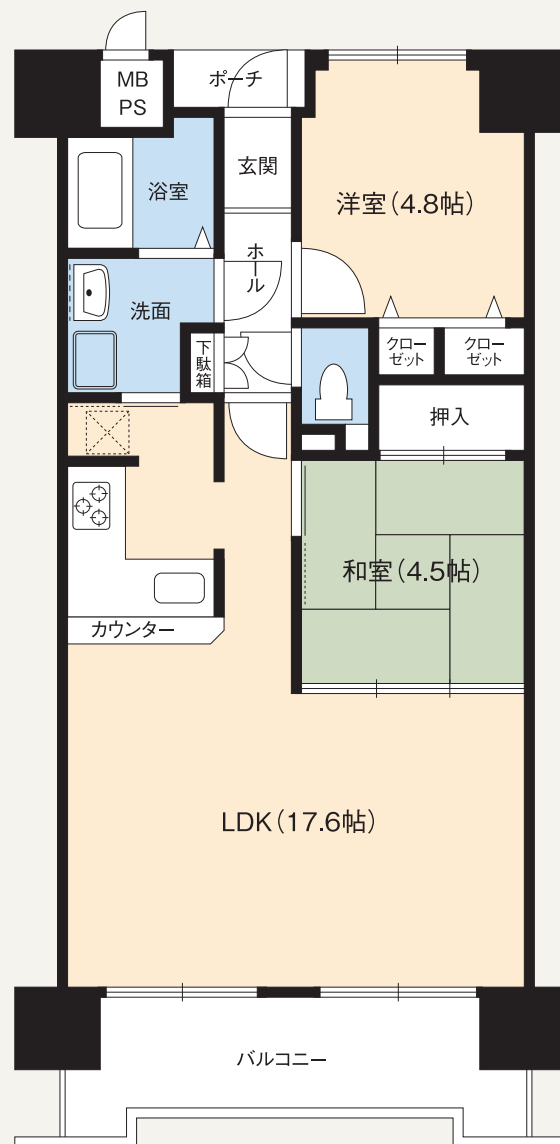 MB
PS
ポーチ
玄関
浴室
洋室(4.8帖)
ホール
洗面
下駄箱
クロー
ゼット
クロー
ゼット
押入
和室(4.5帖)
カウンター
LDK(17.6帖)
バルコニー